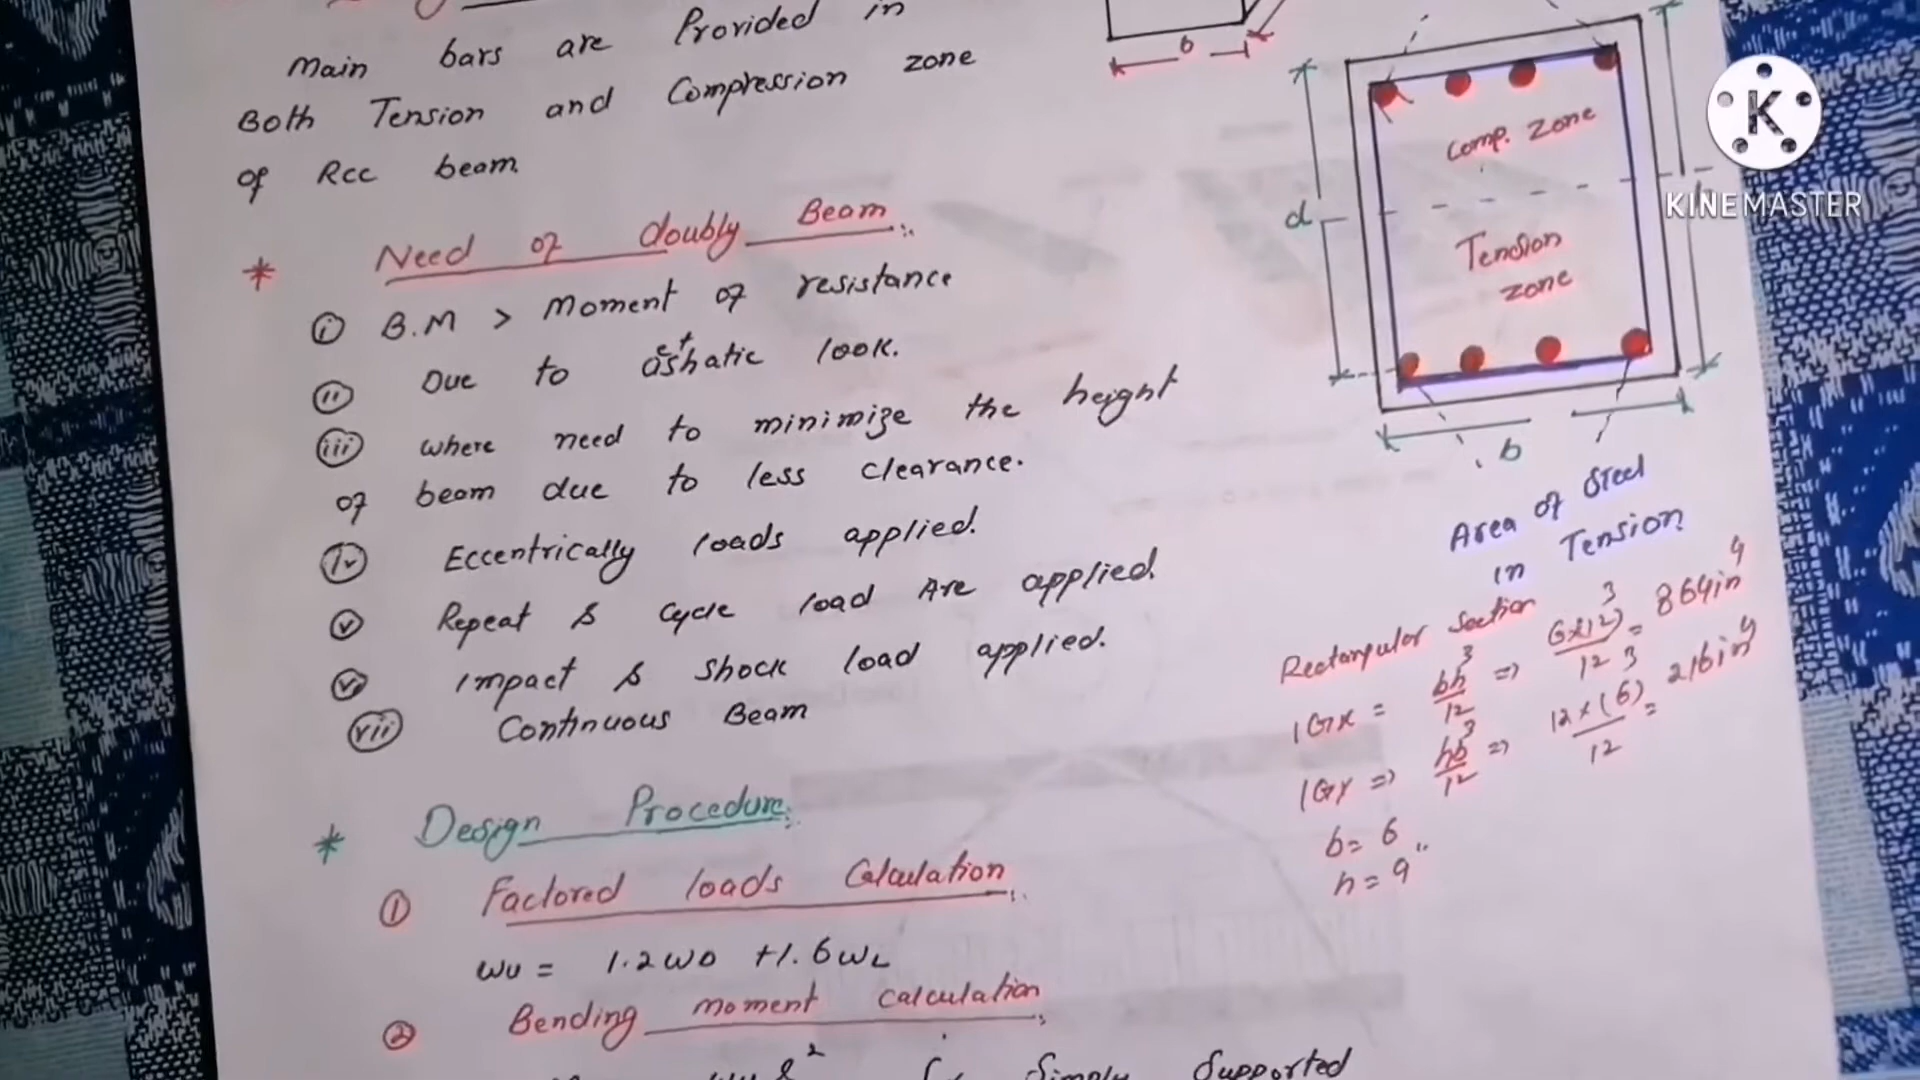 Main bars are Provided in
Both Tension and Compression zone
of Rcc beam.
* Need of doubly Beam
(i) B.M > Moment of resistance
(ii) Due to asthatic look.
(iii) where need to minimize the height
of beam due to less clearance.
(iv) Eccentrically loads applied.
(v) Repeat & Cycle load Are applied.
(vi) Impact & Shock load applied.
(vii) Continuous Beam
* Design Procedure
① Factored loads Calculation
wu = 1.2WD + 1.6WL
② Bending moment Calculation
Simply Supported
b
Comp. zone
d
Tension
zone
b
Area of Steel
in Tension
Rectangular Section
IGx = bh³/12 => 6x(12)³/12 = 864in⁴
IGy => hb³/12 => 12x(6)³/12 = 216in⁴
b= 6
h = 9"
K
KINEMASTER